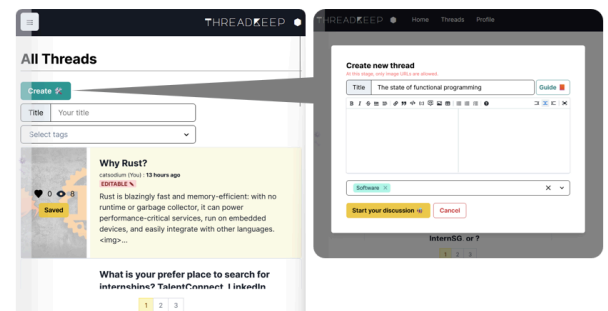 THREADKEEP
All Threads
Create
Title Your title
Select tags
Why Rust?
catsodium (You) : 13 hours ago
EDITABLE
Rust is blazingly fast and memory-efficient: with no
runtime or garbage collector, it can power
performance-critical services, run on embedded
devices, and easily integrate with other languages.
<img>...
0 8
Saved
What is your prefer place to search for
internships? TalentConnect, LinkedIn,
1 2 3
THREADKEEP Home Threads Profile
Create new thread
At this stage, only image URLs are allowed.
Title The state of functional programming Guide
Software ×
Start your discussion Cancel
InternSG, or ?
1 2 3